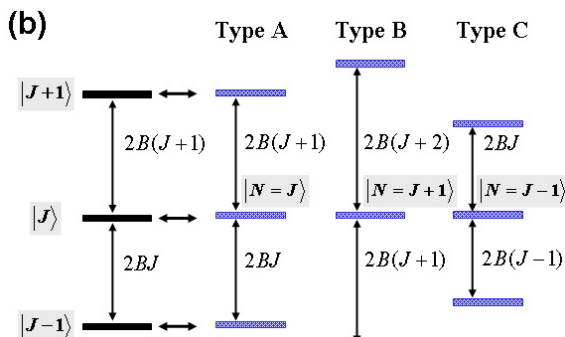 (b)
Type A Type B Type C
|J+1⟩
2B(J+1) 2B(J+1) 2B(J+2) 2BJ
|N=J⟩ |N=J+1⟩ |N=J-1⟩
|J⟩
2BJ 2BJ 2B(J+1) 2B(J-1)
|J-1⟩